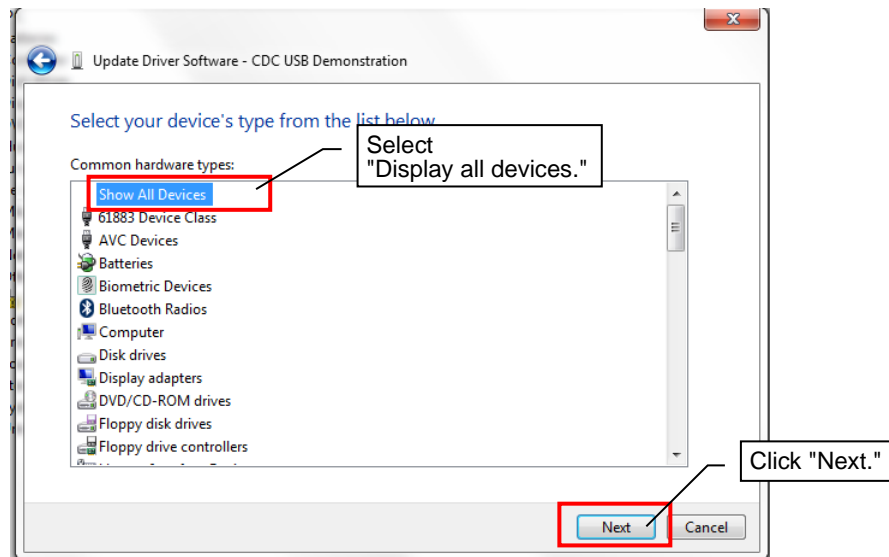 Update Driver Software - CDC USB Demonstration
Select your device's type from the list below
Select
"Display all devices."
Common hardware types:
Show All Devices
61883 Device Class
AVC Devices
Batteries
Biometric Devices
Bluetooth Radios
Computer
Disk drives
Display adapters
DVD/CD-ROM drives
Floppy disk drives
Floppy drive controllers
Click "Next."
Next
Cancel